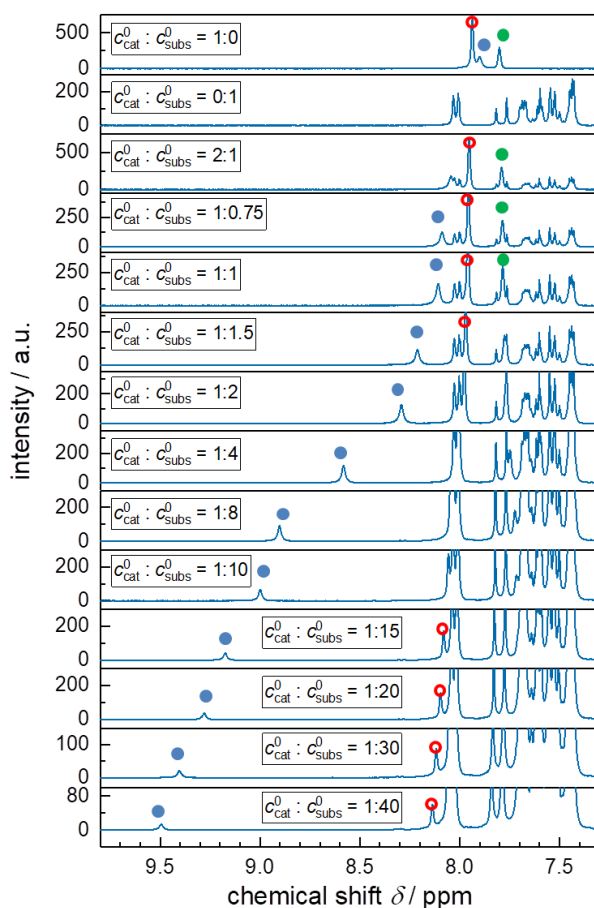 500
0
c⁰cat : c⁰subs = 1:0
200
0
c⁰cat : c⁰subs = 0:1
500
0
c⁰cat : c⁰subs = 2:1
250
0
c⁰cat : c⁰subs = 1:0.75
250
0
c⁰cat : c⁰subs = 1:1
250
0
c⁰cat : c⁰subs = 1:1.5
200
0
c⁰cat : c⁰subs = 1:2
200
0
c⁰cat : c⁰subs = 1:4
200
0
c⁰cat : c⁰subs = 1:8
200
0
c⁰cat : c⁰subs = 1:10
200
0
c⁰cat : c⁰subs = 1:15
200
0
c⁰cat : c⁰subs = 1:20
100
0
c⁰cat : c⁰subs = 1:30
80
0
c⁰cat : c⁰subs = 1:40
intensity / a.u.
9.5 9.0 8.5 8.0 7.5
chemical shift δ / ppm